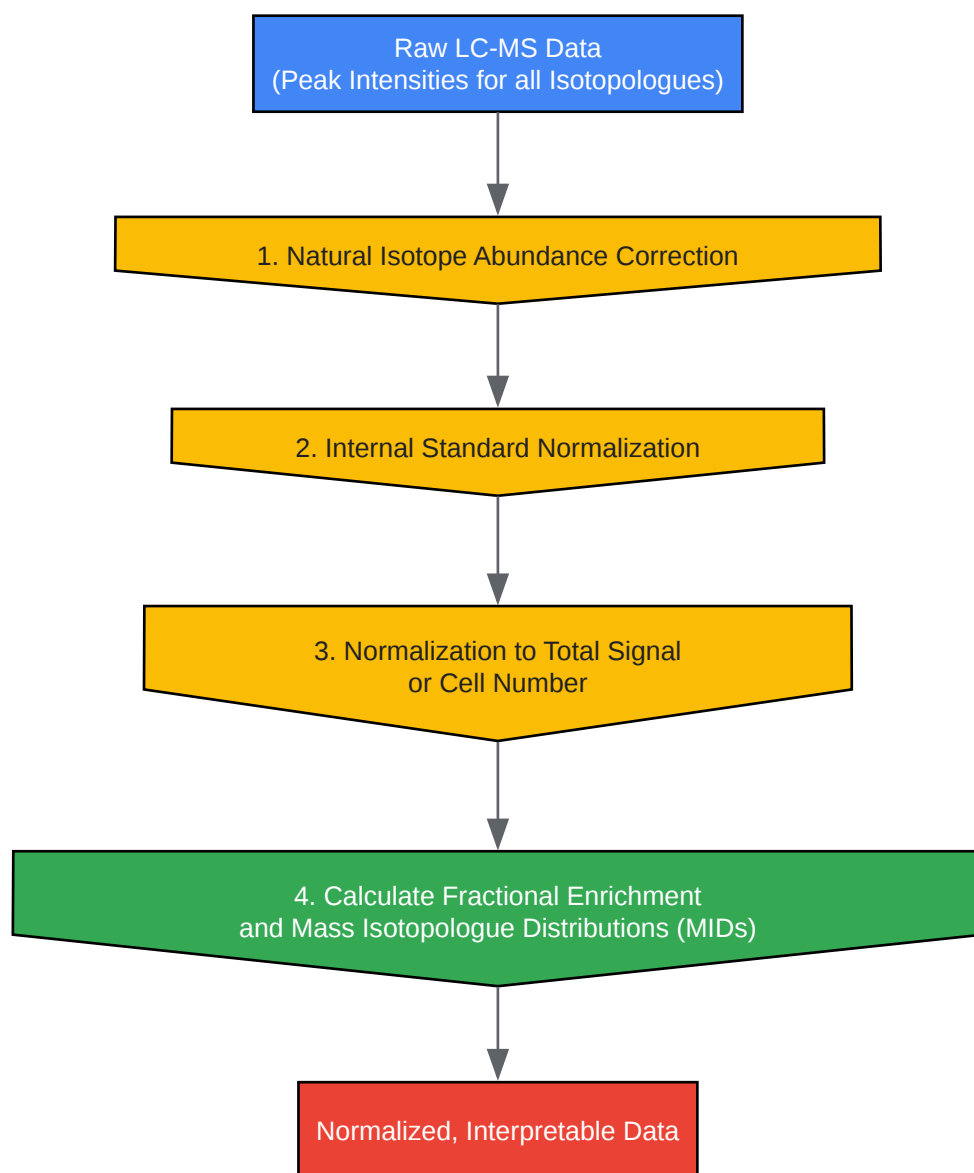 Raw LC-MS Data
(Peak Intensities for all Isotopologues)
1. Natural Isotope Abundance Correction
2. Internal Standard Normalization
3. Normalization to Total Signal
or Cell Number
4. Calculate Fractional Enrichment
and Mass Isotopologue Distributions (MIDs)
Normalized, Interpretable Data